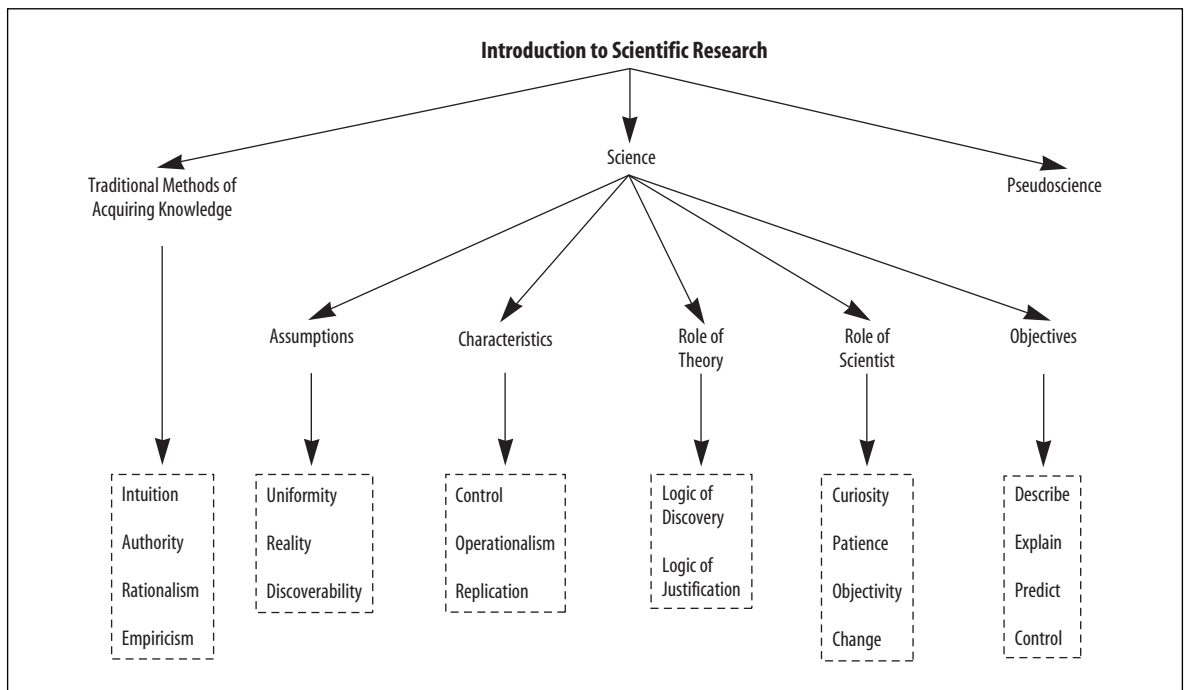 Introduction to Scientific Research
Science
Traditional Methods of
Acquiring Knowledge
Pseudoscience
Assumptions
Characteristics
Role of
Theory
Role of
Scientist
Objectives
Intuition
Authority
Rationalism
Empiricism
Uniformity
Reality
Discoverability
Control
Operationalism
Replication
Logic of
Discovery
Logic of
Justification
Curiosity
Patience
Objectivity
Change
Describe
Explain
Predict
Control